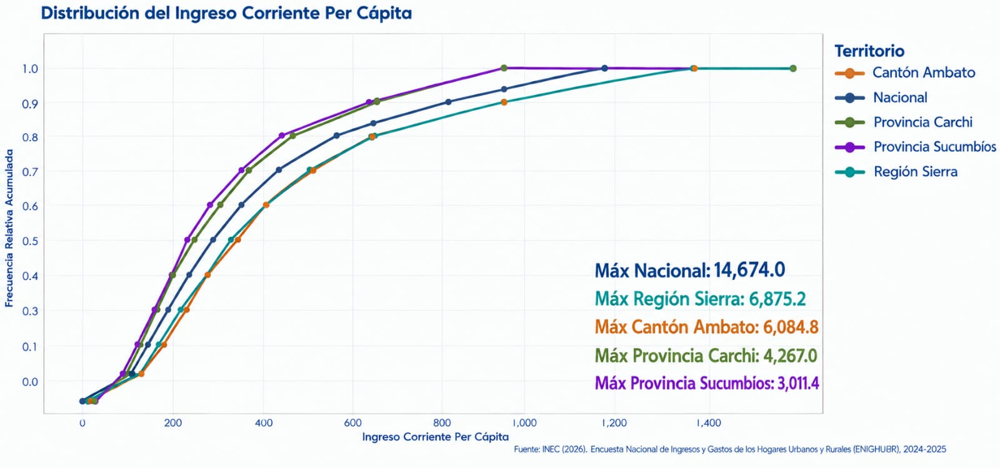 Distribución del Ingreso Corriente Per Cápita
Territorio
Cantón Ambato
Nacional
Provincia Carchi
Provincia Sucumbíos
Región Sierra
Frecuencia Relativa Acumulada
1.0
0.9
0.8
0.7
0.6
0.5
0.4
0.3
0.1
0.0
Máx Nacional: 14,674.0
Máx Región Sierra: 6,875.2
Máx Cantón Ambato: 6,084.8
Máx Provincia Carchi: 4,267.0
Máx Provincia Sucumbíos: 3,011.4
0 200 400 600 800 1,000 1,200 1,400
Ingreso Corriente Per Cápita
Fuente: INEC (2026). Encuesta Nacional de Ingresos y Gastos de los Hogares Urbanos y Rurales (ENIGHUBR), 2024-2025